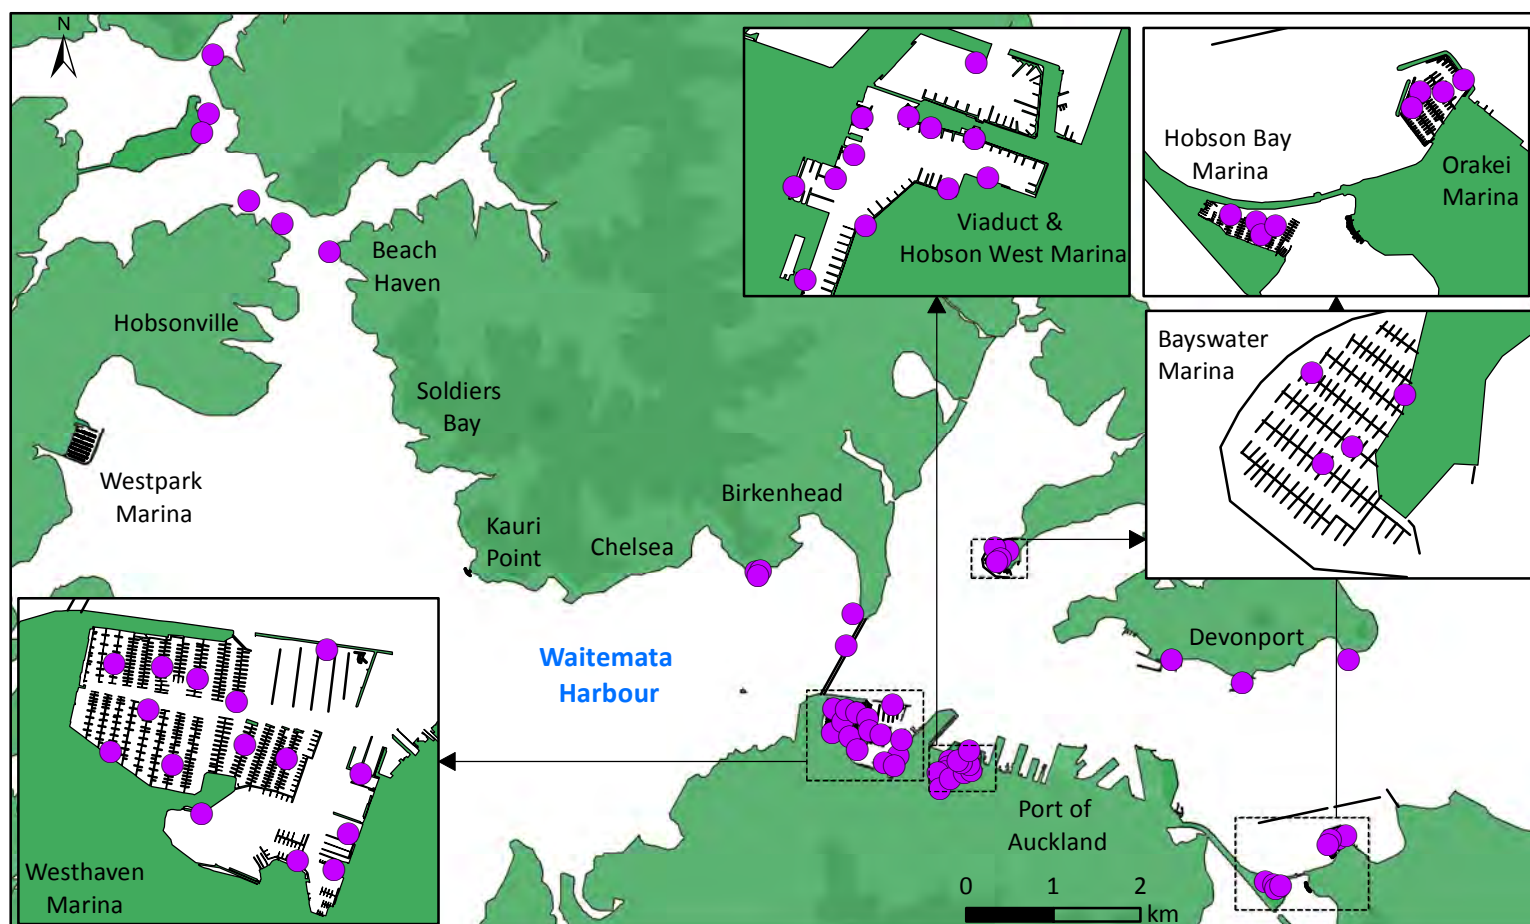 N
Beach
Haven
Hobsonville
Soldiers
Bay
Westpark
Marina
Kauri
Point
Chelsea
Birkenhead
Viaduct &
Hobson West Marina
Hobson Bay
Marina
Orakei
Marina
Bayswater
Marina
Devonport
Waitemata
Harbour
Westhaven
Marina
Port of
Auckland
0 1 2
km